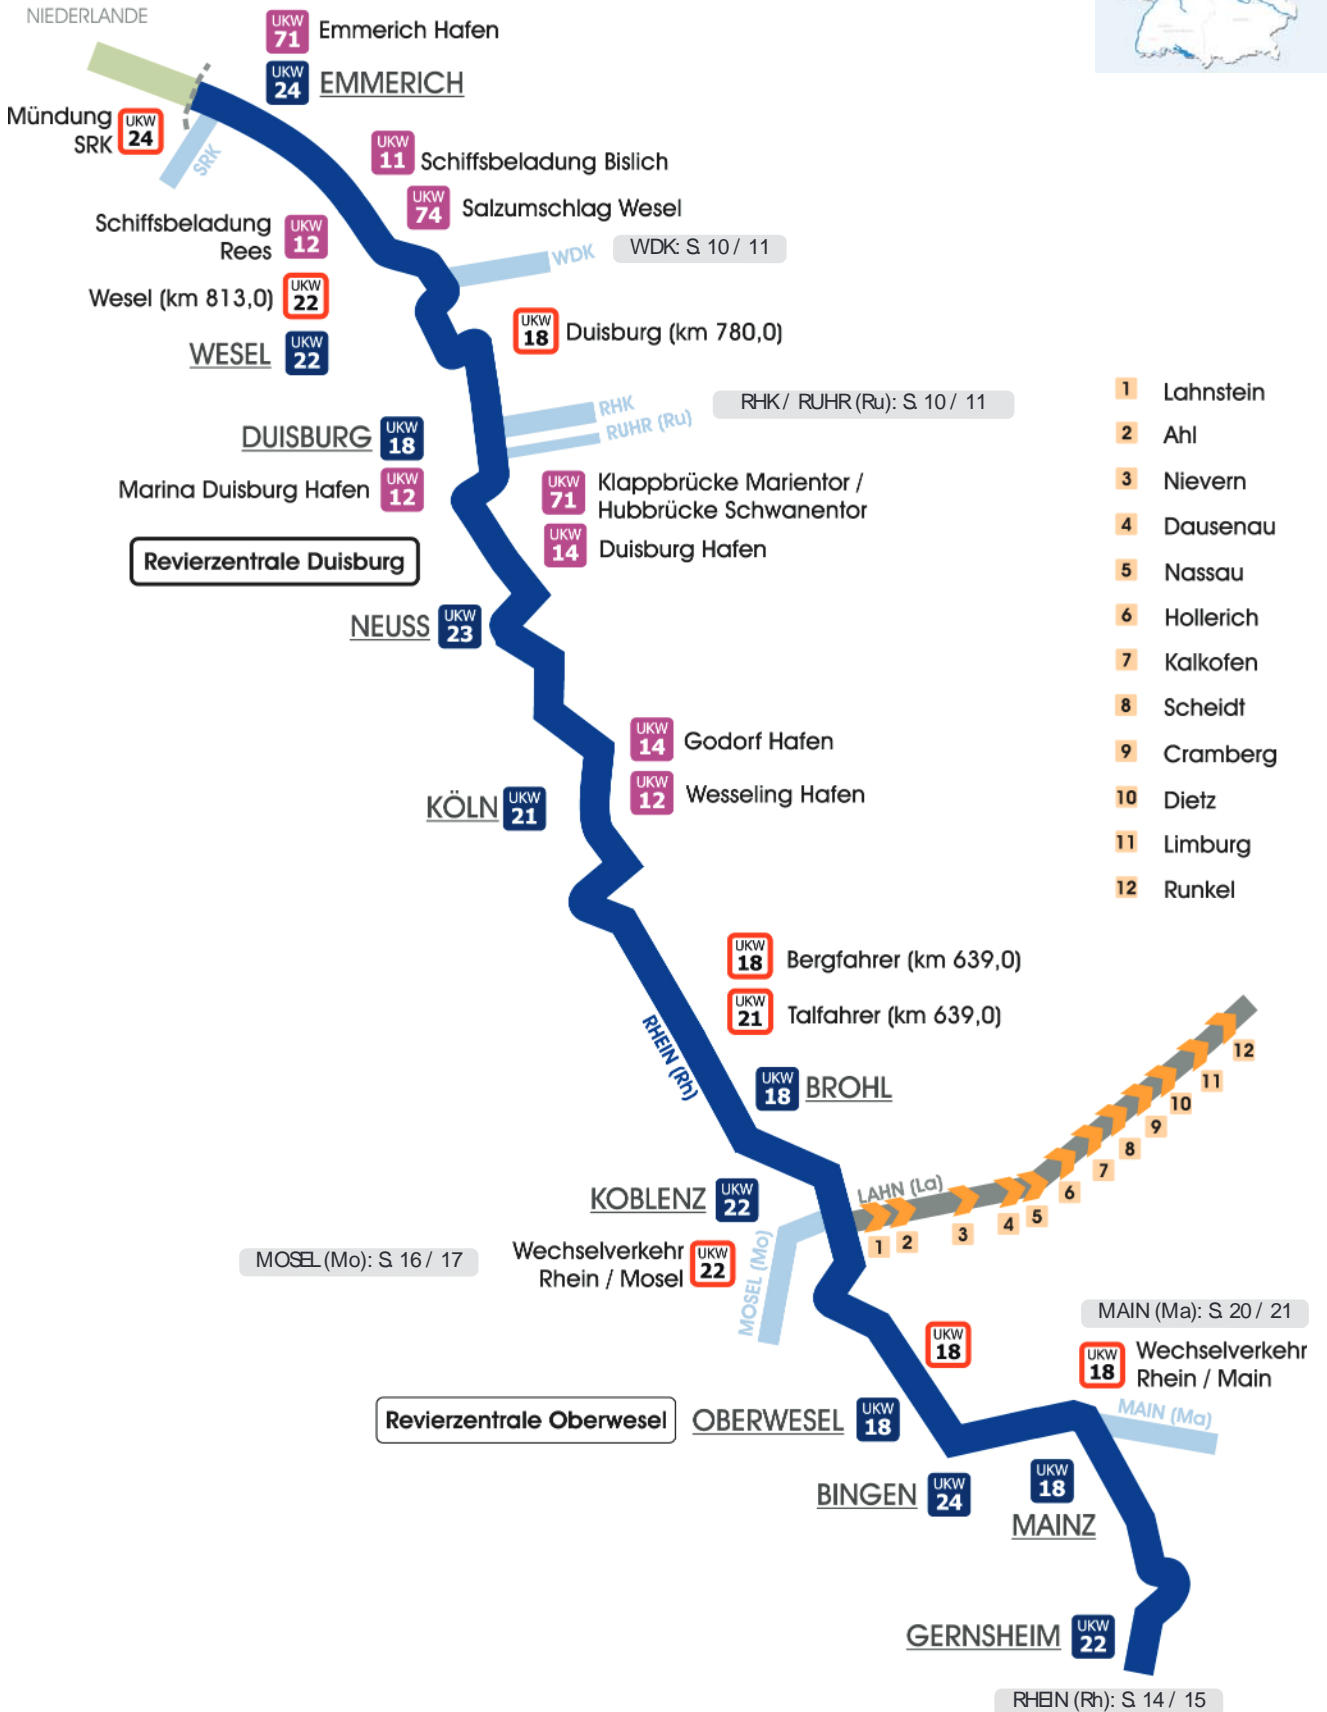 NIEDERLANDE
UKW
71
Emmerich Hafen
UKW
24
EMMERICH
Mündung
SRK
UKW
24
SRK
UKW
11
Schiffsbeladung Bislich
UKW
74
Salzumschlag Wesel
Schiffsbeladung
Rees
UKW
12
WDK
WDK: S. 10 / 11
Wesel (km 813,0)
UKW
22
UKW
18
Duisburg (km 780,0)
WESEL
UKW
22
RHK
RUHR (Ru)
RHK / RUHR (Ru): S. 10 / 11
DUISBURG
UKW
18
Marina Duisburg Hafen
UKW
12
UKW
71
Klappbrücke Marientor /
Hubbrücke Schwanentor
UKW
14
Duisburg Hafen
Revierzentrale Duisburg
NEUSS
UKW
23
1 Lahnstein
2 Ahl
3 Nievern
4 Dausenau
5 Nassau
6 Hollerich
7 Kalkofen
8 Scheidt
9 Cramberg
10 Dietz
11 Limburg
12 Runkel
UKW
14
Godorf Hafen
UKW
12
Wesseling Hafen
KÖLN
UKW
21
UKW
18
Bergfahrer (km 639,0)
UKW
21
Talfahrer (km 639,0)
RHEIN (Rh)
UKW
18
BROHL
12
11
10
9
8
7
6
5
4
3
2
1
LAHN (La)
KOBLENZ
UKW
22
MOSEL (Mo): S. 16 / 17
Wechselverkehr
Rhein / Mosel
UKW
22
MOSEL (Mo)
UKW
18
MAIN (Ma): S. 20 / 21
UKW
18
Wechselverkehr
Rhein / Main
MAIN (Ma)
Revierzentrale Oberwesel
OBERWESEL
UKW
18
BINGEN
UKW
24
UKW
18
MAINZ
GERNSHEIM
UKW
22
RHEIN (Rh): S. 14 / 15